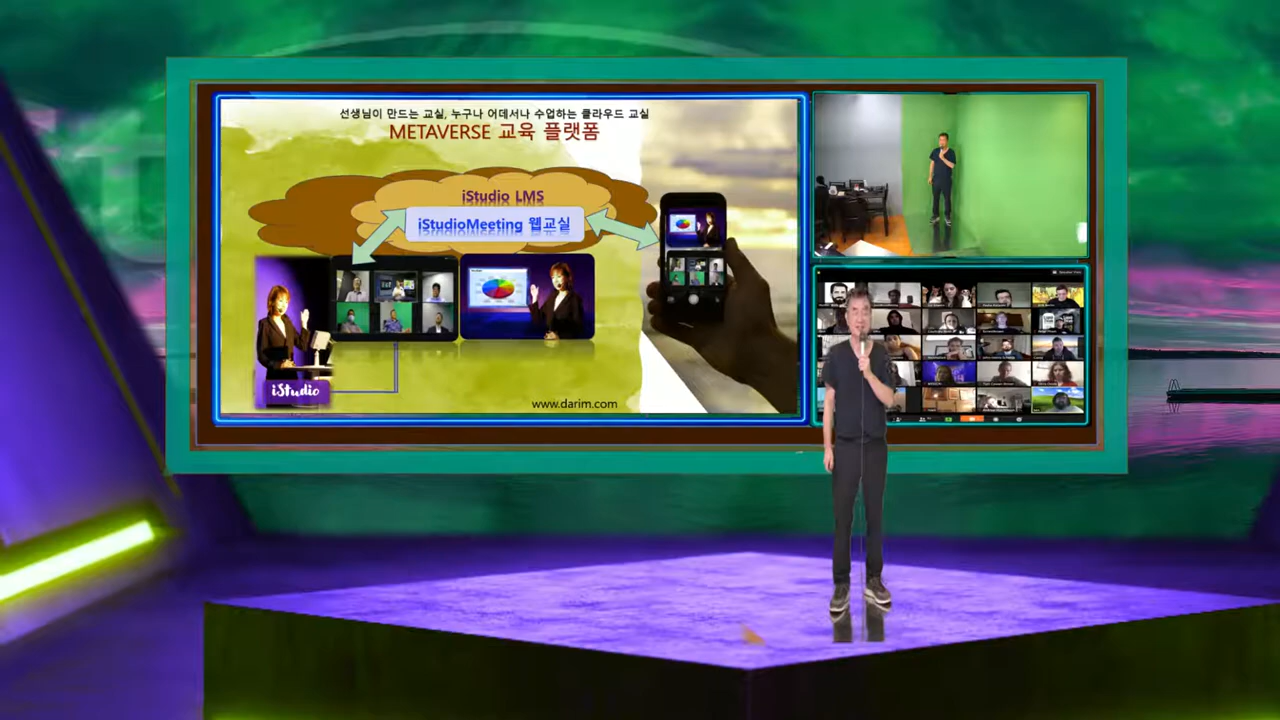 선생님이 만드는 교실, 누구나 어데서나 수업하는 클라우드 교실
METAVERSE 교육 플랫폼
iStudio LMS
iStudioMeeting 웹교실
iStudio
www.darim.com
Speaker View